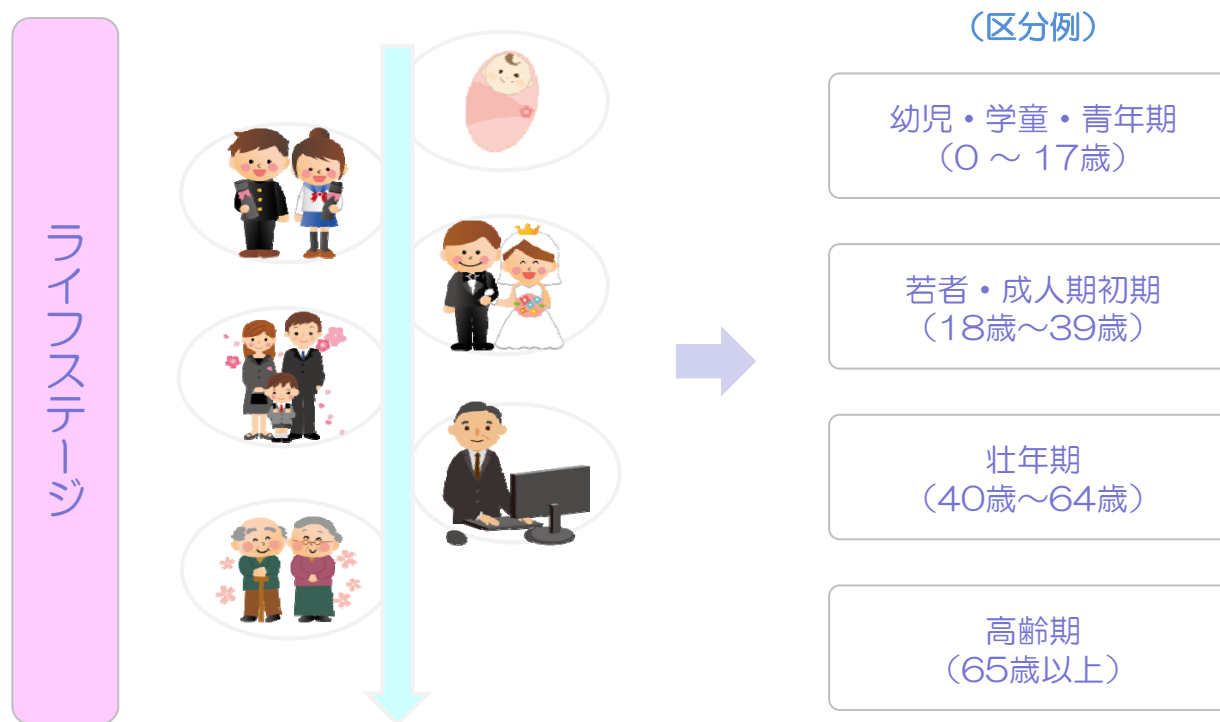 ライフステージ
(区分例)
幼児・学童・青年期
(0 ～ 17歳)
若者・成人期初期
(18歳～39歳)
壮年期
(40歳～64歳)
高齢期
(65歳以上)